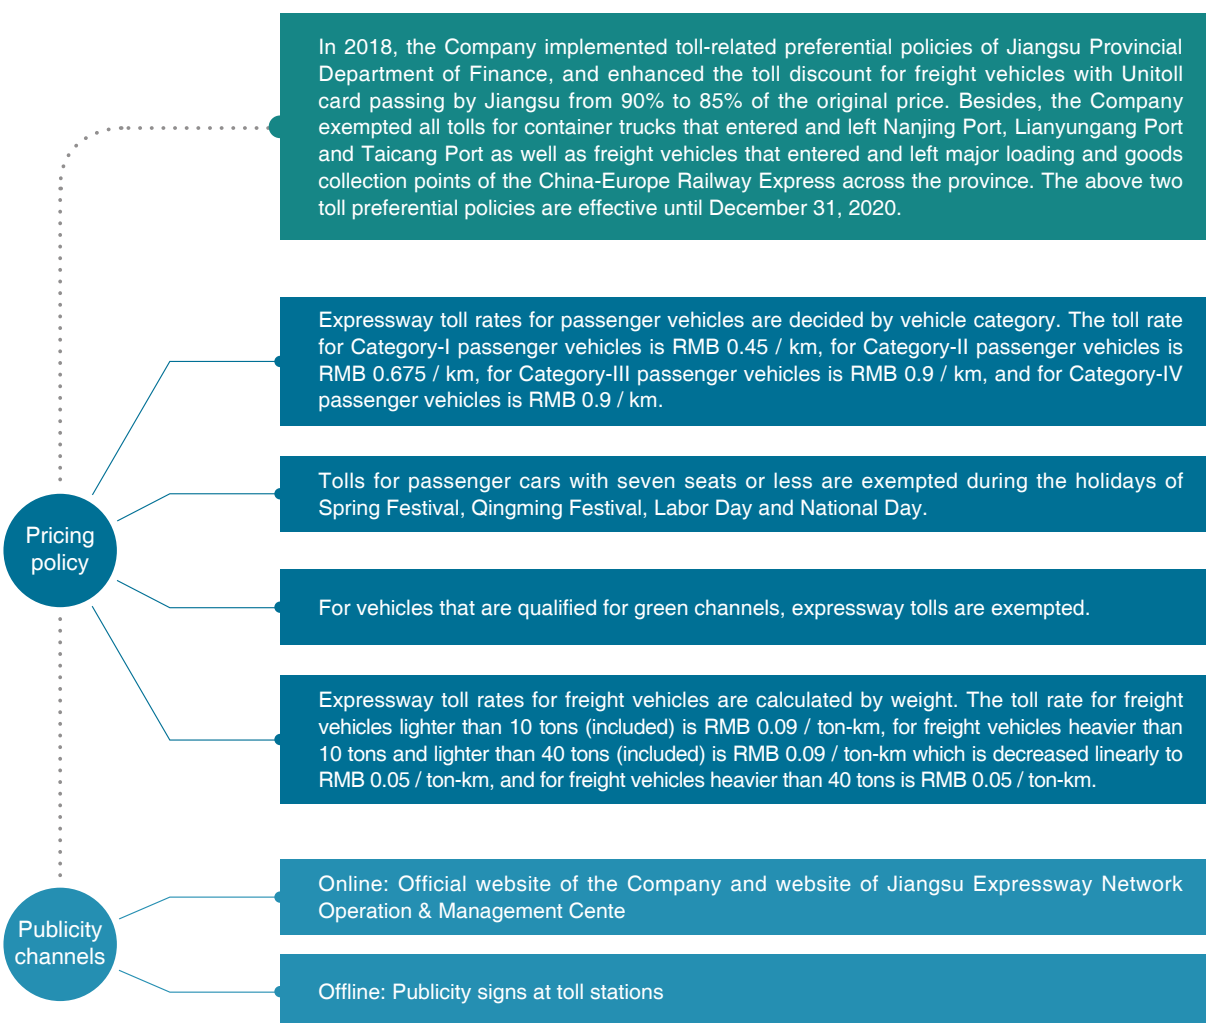 In 2018, the Company implemented toll-related preferential policies of Jiangsu Provincial
Department of Finance, and enhanced the toll discount for freight vehicles with Unitoll
card passing by Jiangsu from 90% to 85% of the original price. Besides, the Company
exempted all tolls for container trucks that entered and left Nanjing Port, Lianyungang Port
and Taicang Port as well as freight vehicles that entered and left major loading and goods
collection points of the China-Europe Railway Express across the province. The above two
toll preferential policies are effective until December 31, 2020.
Pricing
policy
Expressway toll rates for passenger vehicles are decided by vehicle category. The toll rate
for Category-I passenger vehicles is RMB 0.45 / km, for Category-II passenger vehicles is
RMB 0.675 / km, for Category-III passenger vehicles is RMB 0.9 / km, and for Category-IV
passenger vehicles is RMB 0.9 / km.
Tolls for passenger cars with seven seats or less are exempted during the holidays of
Spring Festival, Qingming Festival, Labor Day and National Day.
For vehicles that are qualified for green channels, expressway tolls are exempted.
Expressway toll rates for freight vehicles are calculated by weight. The toll rate for freight
vehicles lighter than 10 tons (included) is RMB 0.09 / ton-km, for freight vehicles heavier than
10 tons and lighter than 40 tons (included) is RMB 0.09 / ton-km which is decreased linearly to
RMB 0.05 / ton-km, and for freight vehicles heavier than 40 tons is RMB 0.05 / ton-km.
Publicity
channels
Online: Official website of the Company and website of Jiangsu Expressway Network
Operation & Management Cente
Offline: Publicity signs at toll stations